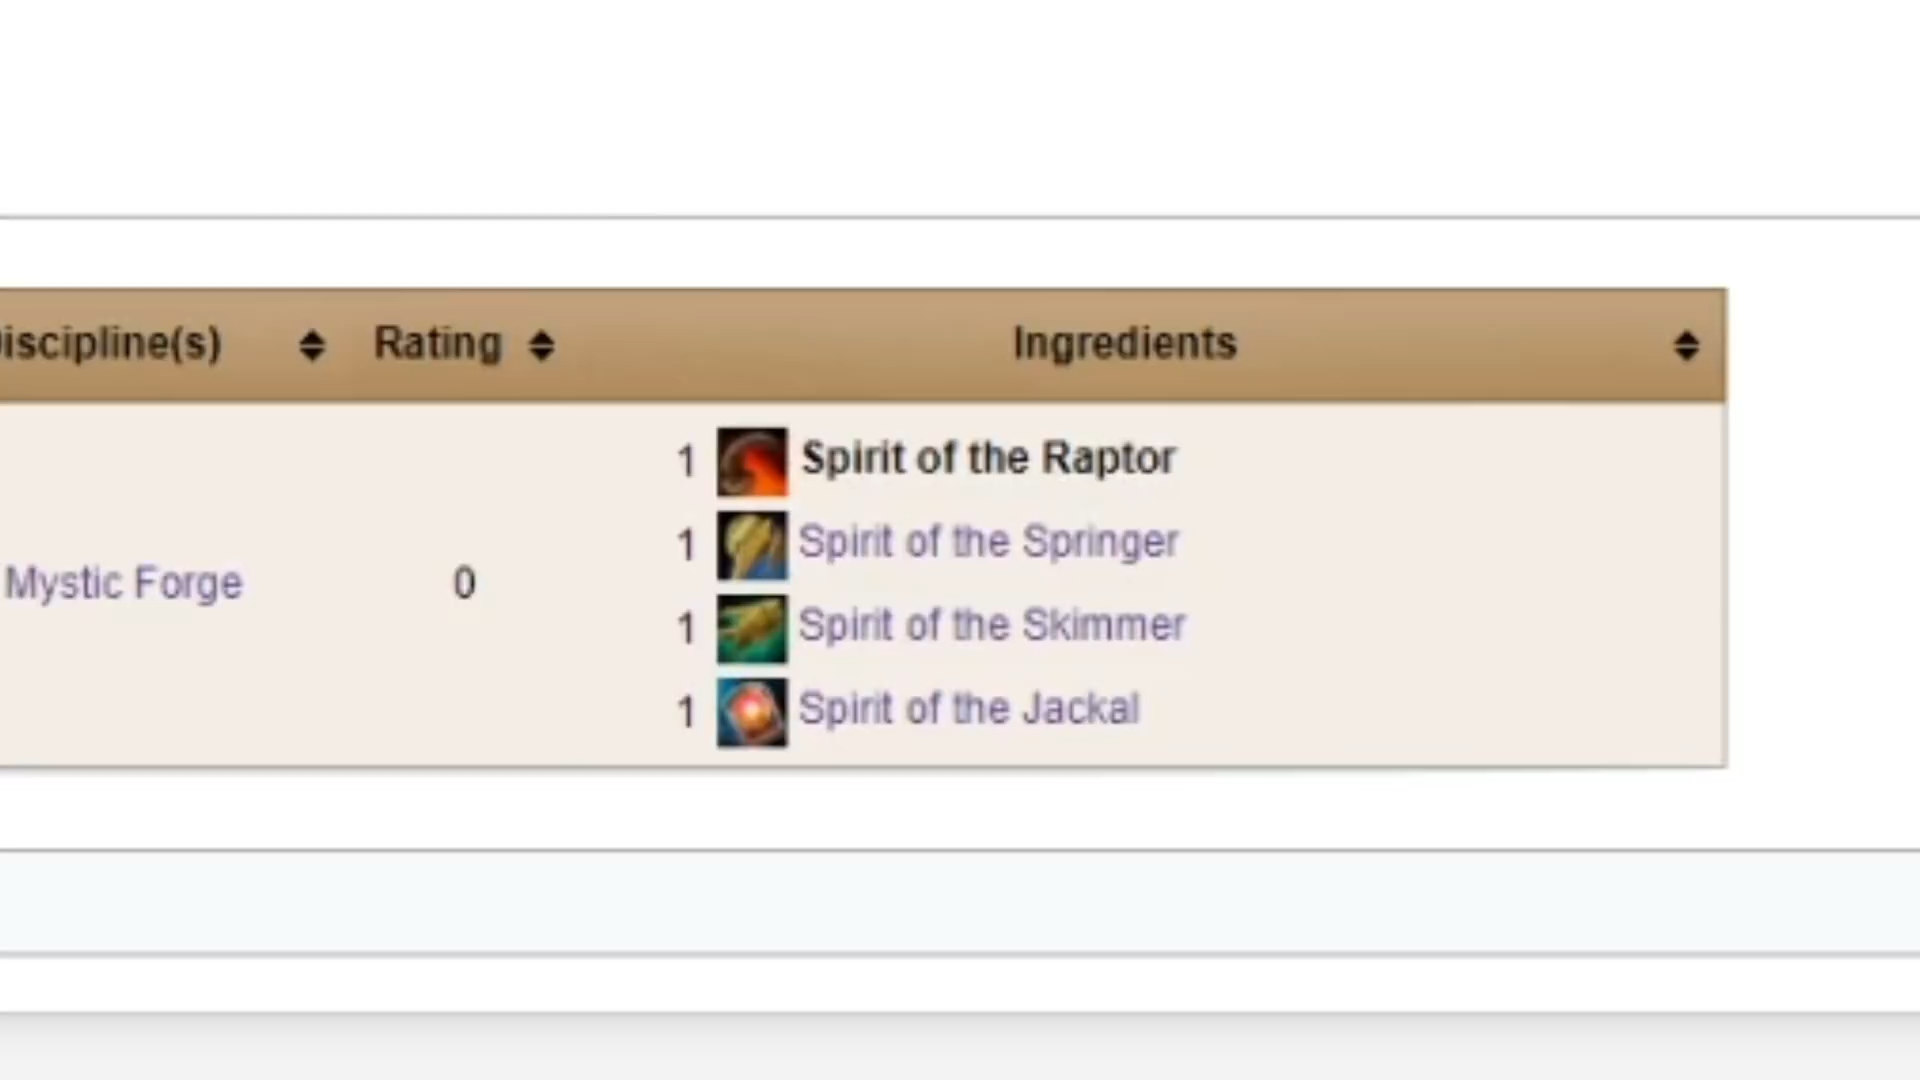 iscipline(s) Rating Ingredients
1 Spirit of the Raptor
1 Spirit of the Springer
Mystic Forge 0
1 Spirit of the Skimmer
1 Spirit of the Jackal